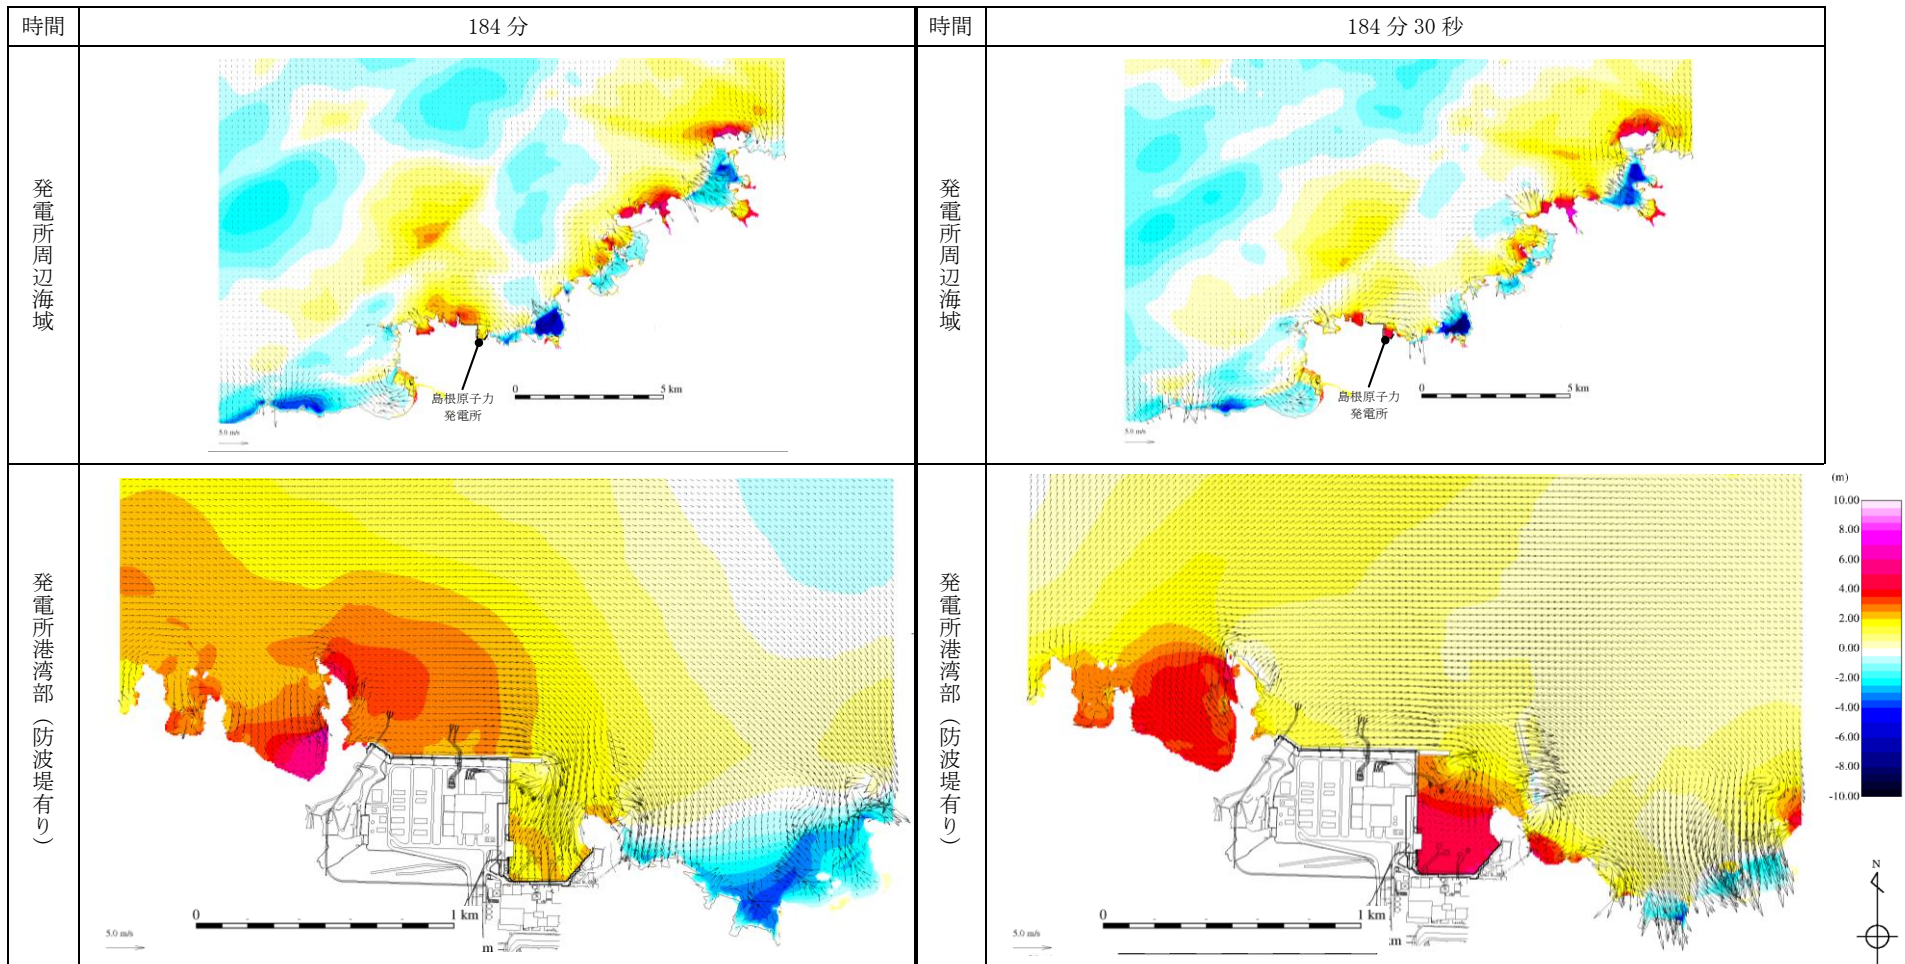 時間
184 分
時間
184 分 30 秒
発電所周辺海域
島根原子力
発電所
0
5 km
5.0 m/s
発電所周辺海域
島根原子力
発電所
0
5 km
5.0 m/s
発電所港湾部（防波堤有り）
0
1 km
5.0 m/s
m
発電所港湾部（防波堤有り）
0
1 km
5.0 m/s
.m
(m)
10.00
8.00
6.00
4.00
2.00
0.00
-2.00
-4.00
-6.00
-8.00
-10.00
N